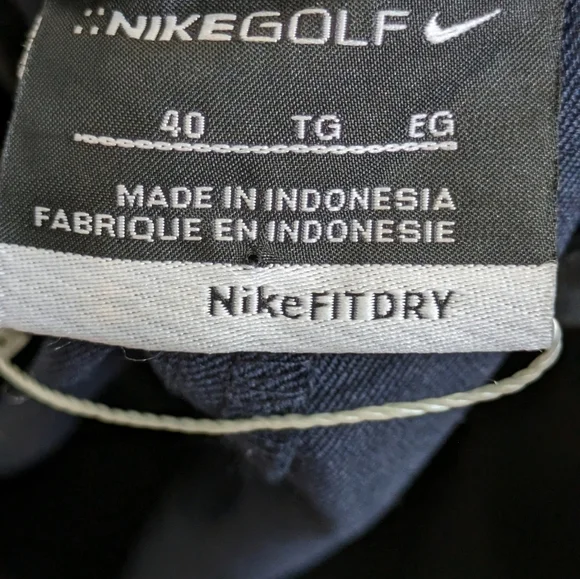 NIKEGOLF
40 TG EG
MADE IN INDONESIA
FABRIQUE EN INDONESIE
NikeFITDRY